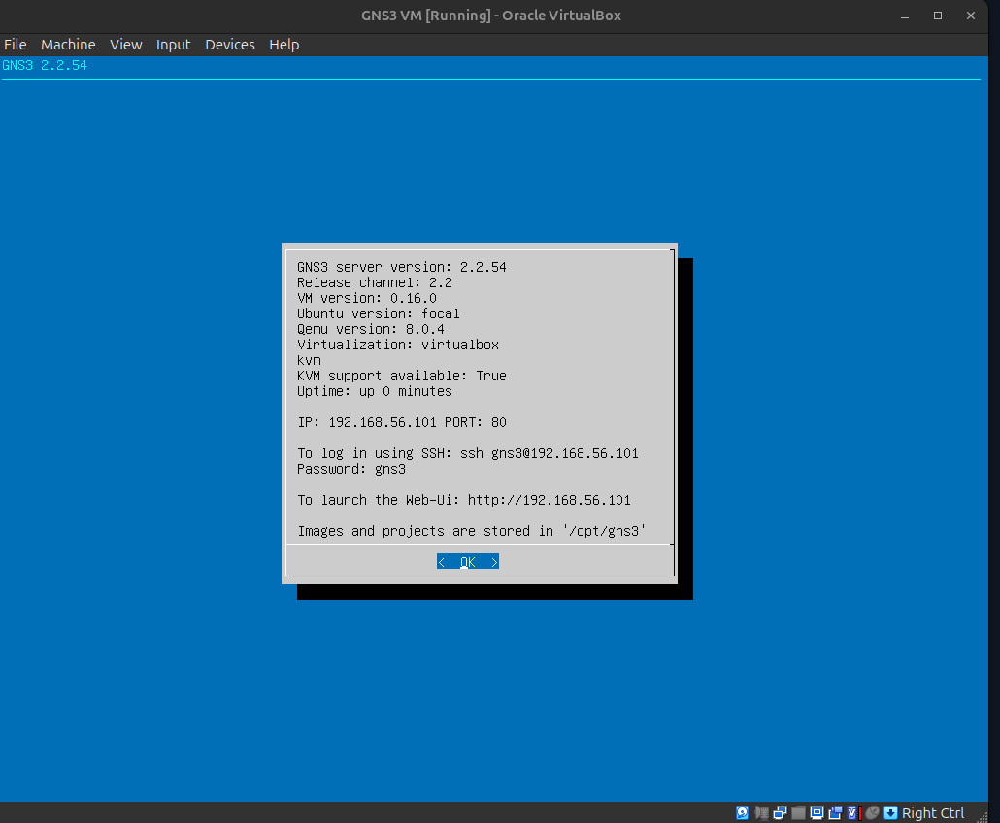 GNS3 VM [Running] - Oracle VirtualBox
File Machine View Input Devices Help
GNS3 2.2.54
GNS3 server version: 2.2.54
Release channel: 2.2
VM version: 0.16.0
Ubuntu version: focal
Qemu version: 8.0.4
Virtualization: virtualbox
kvm
KVM support available: True
Uptime: up 0 minutes
IP: 192.168.56.101 PORT: 80
To log in using SSH: ssh gns3@192.168.56.101
Password: gns3
To launch the Web-Ui: http://192.168.56.101
Images and projects are stored in '/opt/gns3'
< OK >
Right Ctrl